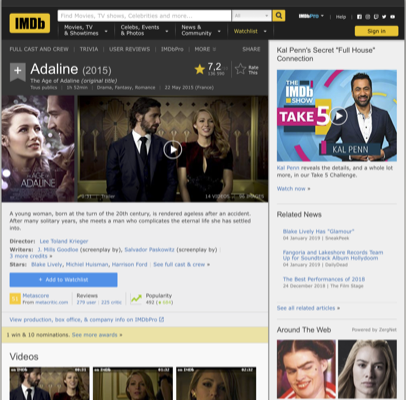 IMDb
Find Movies, TV shows, Celebrities and more...
All
IMDbPro
Help
Movies, TV & Showtimes
Celebs, Events & Photos
News & Community
Watchlist
Sign in
FULL CAST AND CREW | TRIVIA | USER REVIEWS | IMDbPro | MORE
SHARE
Adaline (2015)
The Age of Adaline (original title)
Tous publics | 1h 52min | Drama, Fantasy, Romance | 22 May 2015 (France)
7,2
Rate This
ADALINE
A young woman, born at the turn of the 20th century, is rendered ageless after an accident.
After many solitary years, she meets a man who complicates the eternal life she has settled
into.
Director: Lee Toland Krieger
Writers: J. Mills Goodloe (screenplay by), Salvador Paskowitz (screenplay by) |
3 more credits »
Stars: Blake Lively, Michiel Huisman, Harrison Ford | See full cast & crew »
+ Add to Watchlist
Metascore
From metacritic.com
Reviews
279 user | 225 critic
Popularity
View production, box office, & company info on IMDbPro
1 win & 10 nominations. See more awards »
Videos
Kal Penn's Secret "Full House"
Connection
THE IMDb SHOW
TAKE 5
KAL PENN
Kal Penn reveals the details, and a whole lot
more, in our Take 5 Challenge.
Watch now »
Related News
Blake Lively Has "Glamour"
04 January 2019 | SneakPeek
Fangoria and Lakeshore Records Team
Up for Soundtrack Album Hollydoom
04 January 2019 | DailyDead
The Best Performances of 2018
24 December 2018 | The Film Stage
See all related articles »
Around The Web
Powered by ZergNet